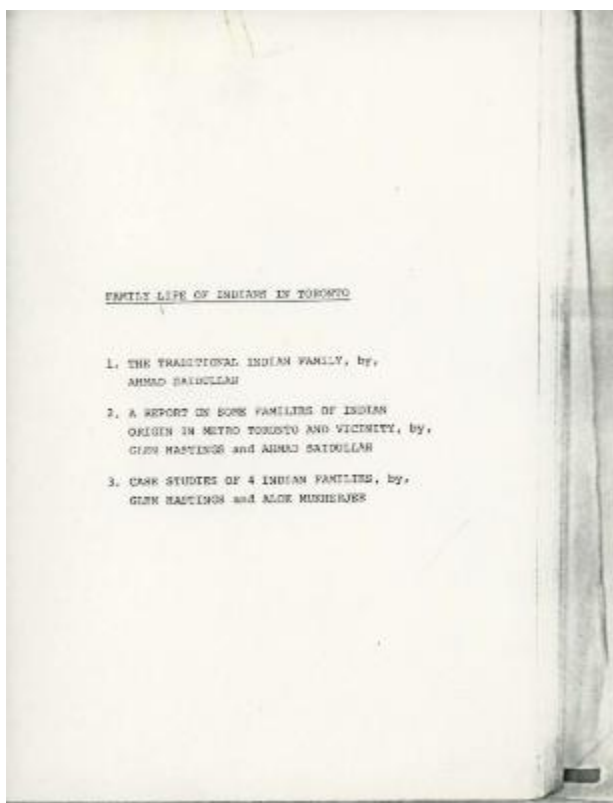 FAMILY LIFE OF INDIANS IN TORONTO
1. THE TRADITIONAL INDIAN FAMILY, by,
AHMAD SAIDULLAH
2. A REPORT ON SOME FAMILIES OF INDIAN
ORIGIN IN METRO TORONTO AND VICINITY, by,
GLEN HASTINGS and AHMAD SAIDULLAH
3. CASE STUDIES OF 4 INDIAN FAMILIES, by,
GLEN HASTINGS and ALOK MUKHERJEE